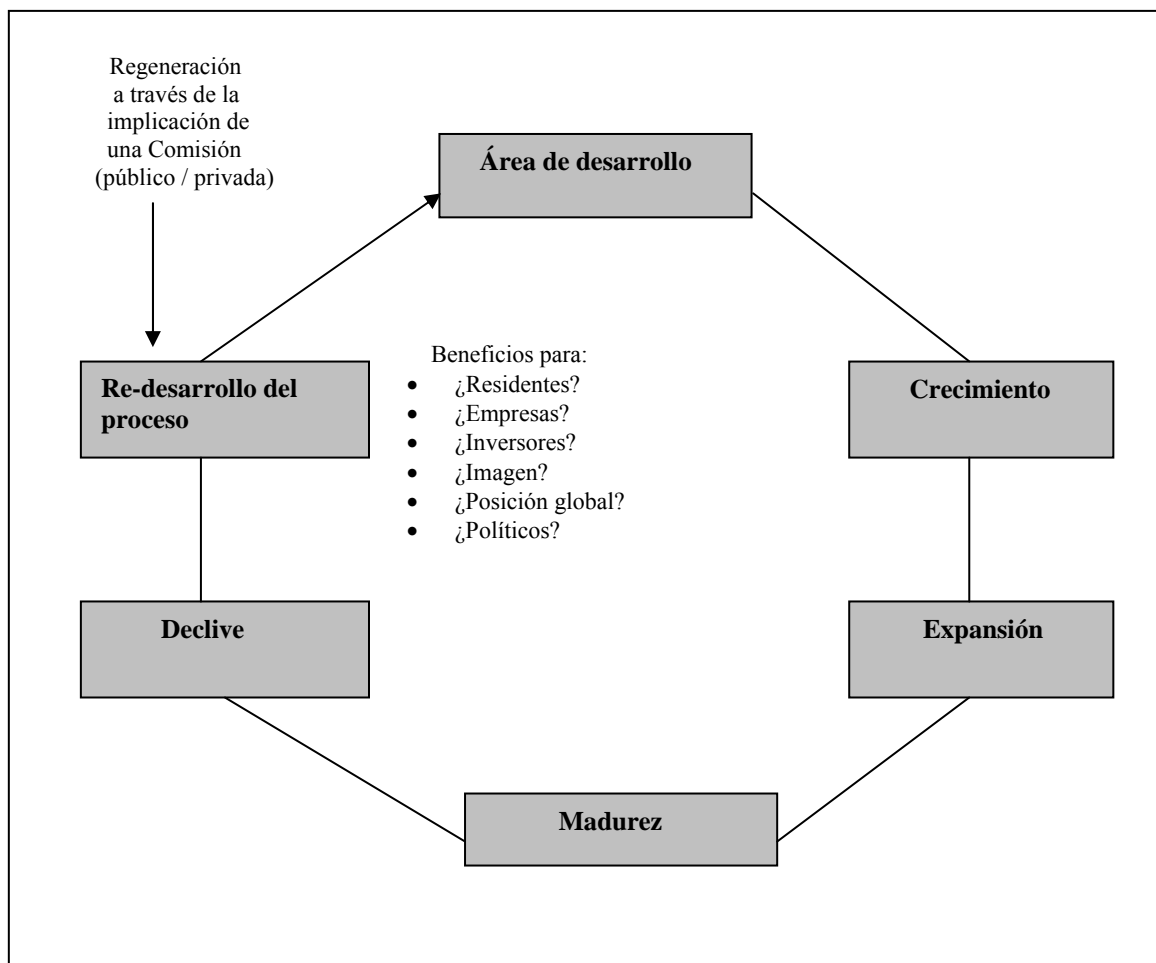 Regeneración
a través de la
implicación de
una Comisión
(público / privada)
Área de desarrollo
Re-desarrollo del
proceso
Beneficios para:
• ¿Residentes?
• ¿Empresas?
• ¿Inversores?
• ¿Imagen?
• ¿Posición global?
• ¿Políticos?
Crecimiento
Declive
Expansión
Madurez